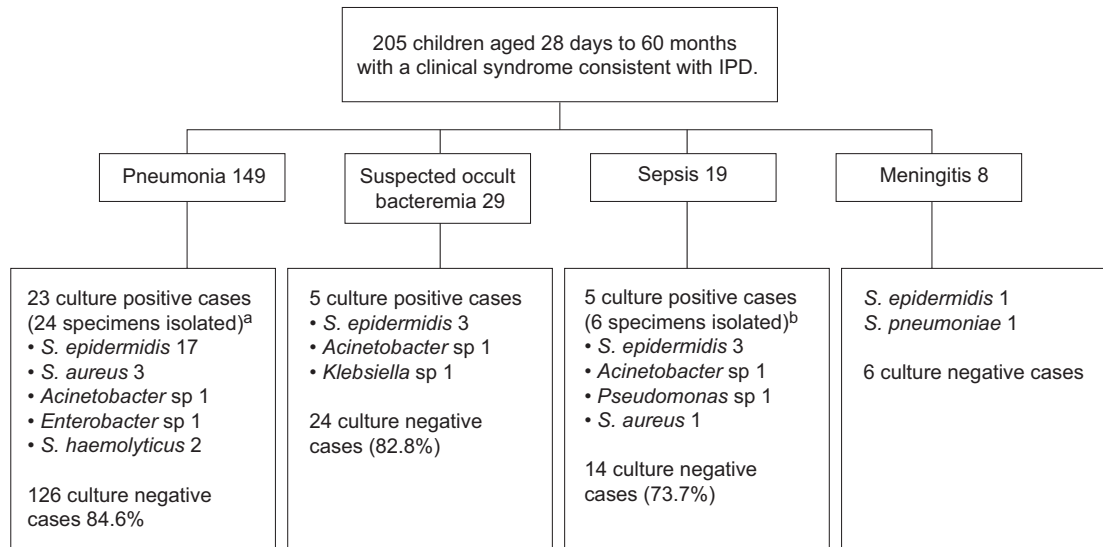 205 children aged 28 days to 60 months
with a clinical syndrome consistent with IPD.
Pneumonia 149
Suspected occult
bacteremia 29
Sepsis 19
Meningitis 8
23 culture positive cases
(24 specimens isolated)a
• S. epidermidis 17
• S. aureus 3
• Acinetobacter sp 1
• Enterobacter sp 1
• S. haemolyticus 2
126 culture negative
cases 84.6%
5 culture positive cases
• S. epidermidis 3
• Acinetobacter sp 1
• Klebsiella sp 1
24 culture negative
cases (82.8%)
5 culture positive cases
(6 specimens isolated)b
• S. epidermidis 3
• Acinetobacter sp 1
• Pseudomonas sp 1
• S. aureus 1
14 culture negative
cases (73.7%)
S. epidermidis 1
S. pneumoniae 1
6 culture negative cases